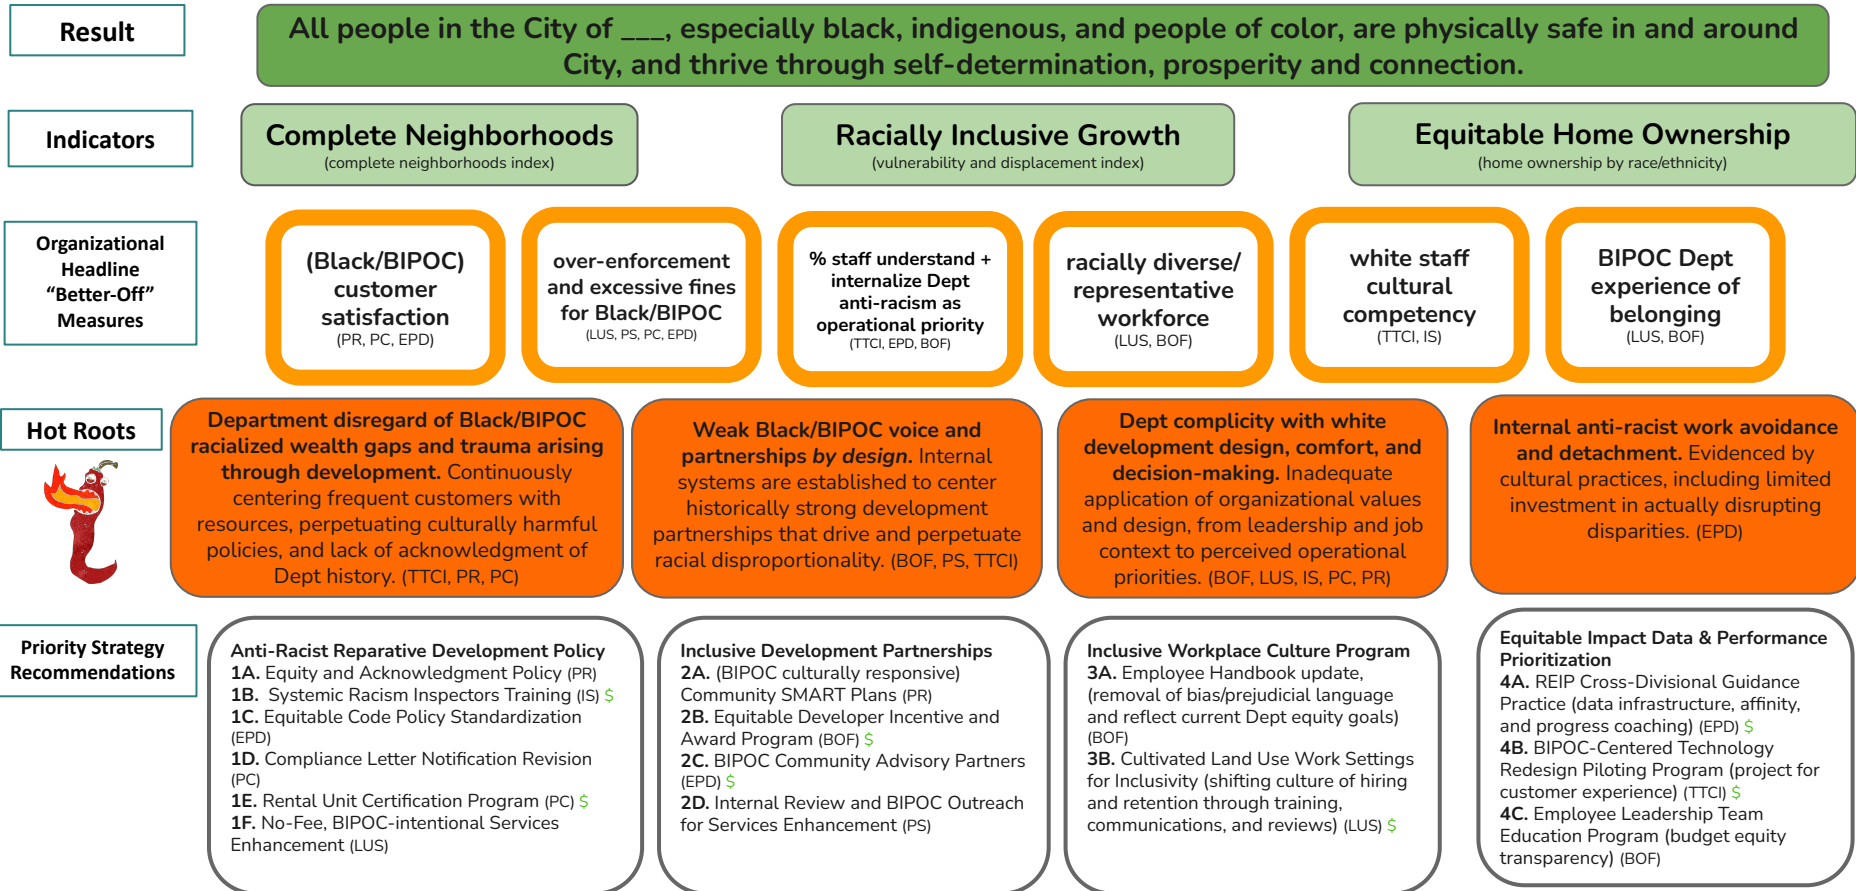 Result
All people in the City of ___, especially black, indigenous, and people of color, are physically safe in and around
City, and thrive through self-determination, prosperity and connection.
Indicators
Complete Neighborhoods
(complete neighborhoods index)
Racially Inclusive Growth
(vulnerability and displacement index)
Equitable Home Ownership
(home ownership by race/ethnicity)
Organizational
Headline
“Better-Off”
Measures
(Black/BIPOC)
customer
satisfaction
(PR, PC, EPD)
over-enforcement
and excessive fines
for Black/BIPOC
(LUS, PS, PC, EPD)
% staff understand +
internalize Dept
anti-racism as
operational priority
(TTCI, EPD, BOF)
racially diverse/
representative
workforce
(LUS, BOF)
white staff
cultural
competency
(TTCI, IS)
BIPOC Dept
experience of
belonging
(LUS, BOF)
Hot Roots
Department disregard of Black/BIPOC
racialized wealth gaps and trauma arising
through development. Continuously
centering frequent customers with
resources, perpetuating culturally harmful
policies, and lack of acknowledgment of
Dept history. (TTCI, PR, PC)
Weak Black/BIPOC voice and
partnerships by design. Internal
systems are established to center
historically strong development
partnerships that drive and perpetuate
racial disproportionality. (BOF, PS, TTCI)
Dept complicity with white
development design, comfort, and
decision-making. Inadequate
application of organizational values
and design, from leadership and job
context to perceived operational
priorities. (BOF, LUS, IS, PC, PR)
Internal anti-racist work avoidance
and detachment. Evidenced by
cultural practices, including limited
investment in actually disrupting
disparities. (EPD)
Priority Strategy
Recommendations
Anti-Racist Reparative Development Policy
1A. Equity and Acknowledgment Policy (PR)
1B. Systemic Racism Inspectors Training (IS) $
1C. Equitable Code Policy Standardization
(EPD)
1D. Compliance Letter Notification Revision
(PC)
1E. Rental Unit Certification Program (PC) $
1F. No-Fee, BIPOC-intentional Services
Enhancement (LUS)
Inclusive Development Partnerships
2A. (BIPOC culturally responsive)
Community SMART Plans (PR)
2B. Equitable Developer Incentive and
Award Program (BOF) $
2C. BIPOC Community Advisory Partners
(EPD) $
2D. Internal Review and BIPOC Outreach
for Services Enhancement (PS)
Inclusive Workplace Culture Program
3A. Employee Handbook update,
(removal of bias/prejudicial language
and reflect current Dept equity goals)
(BOF)
3B. Cultivated Land Use Work Settings
for Inclusivity (shifting culture of hiring
and retention through training,
communications, and reviews) (LUS) $
Equitable Impact Data & Performance
Prioritization
4A. REIP Cross-Divisional Guidance
Practice (data infrastructure, affinity,
and progress coaching) (EPD) $
4B. BIPOC-Centered Technology
Redesign Piloting Program (project for
customer experience) (TTCI) $
4C. Employee Leadership Team
Education Program (budget equity
transparency) (BOF)